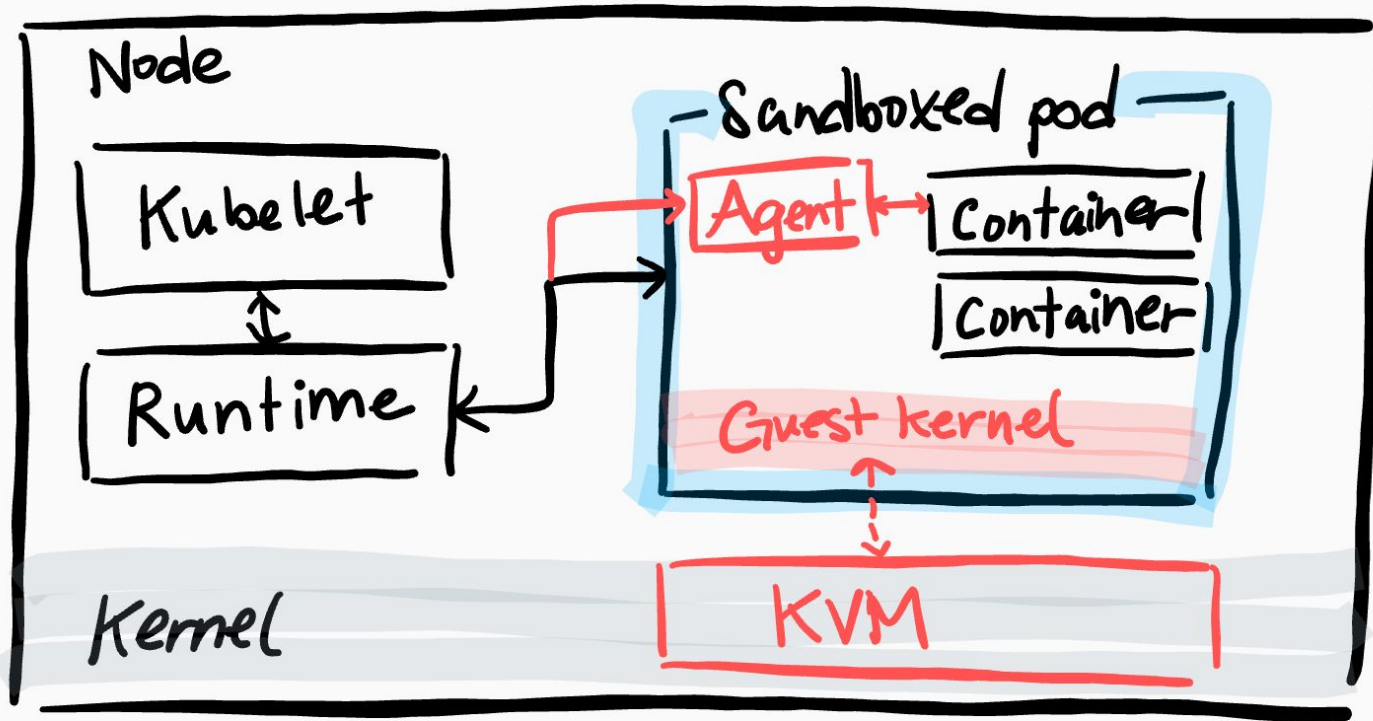 Node
Sandboxed pod
Kubelet
Agent
Container
Container
Runtime
Guest kernel
Kernel
KVM